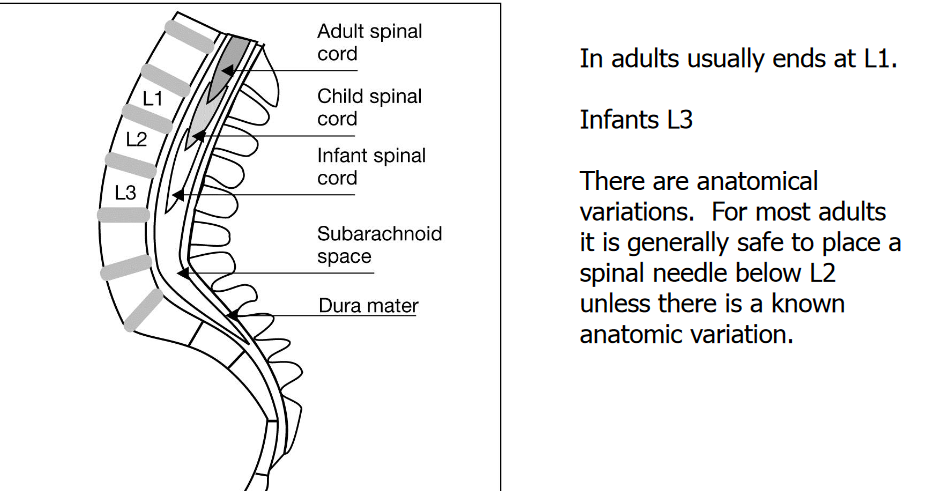 Adult spinal
cord
L1
Child spinal
cord
L2
Infant spinal
cord
L3
Subarachnoid
space
Dura mater
In adults usually ends at L1.
Infants L3
There are anatomical
variations.  For most adults
it is generally safe to place a
spinal needle below L2
unless there is a known
anatomic variation.